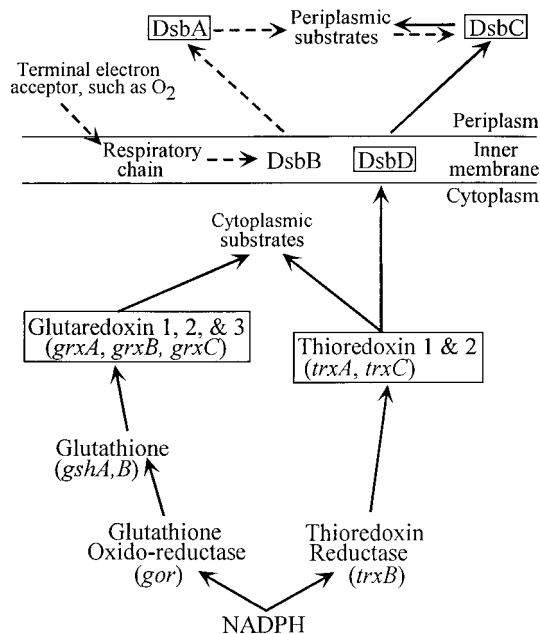 DsbA
Periplasmic
substrates
DsbC
Terminal electron
acceptor, such as O2
Periplasm
Respiratory
chain
DsbB
DsbD
Inner
membrane
Cytoplasm
Cytoplasmic
substrates
Glutaredoxin 1, 2, & 3
(grxA, grxB, grxC)
Thioredoxin 1 & 2
(trxA, trxC)
Glutathione
(gshA,B)
Glutathione
Oxido-reductase
(gor)
Thioredoxin
Reductase
(trxB)
NADPH